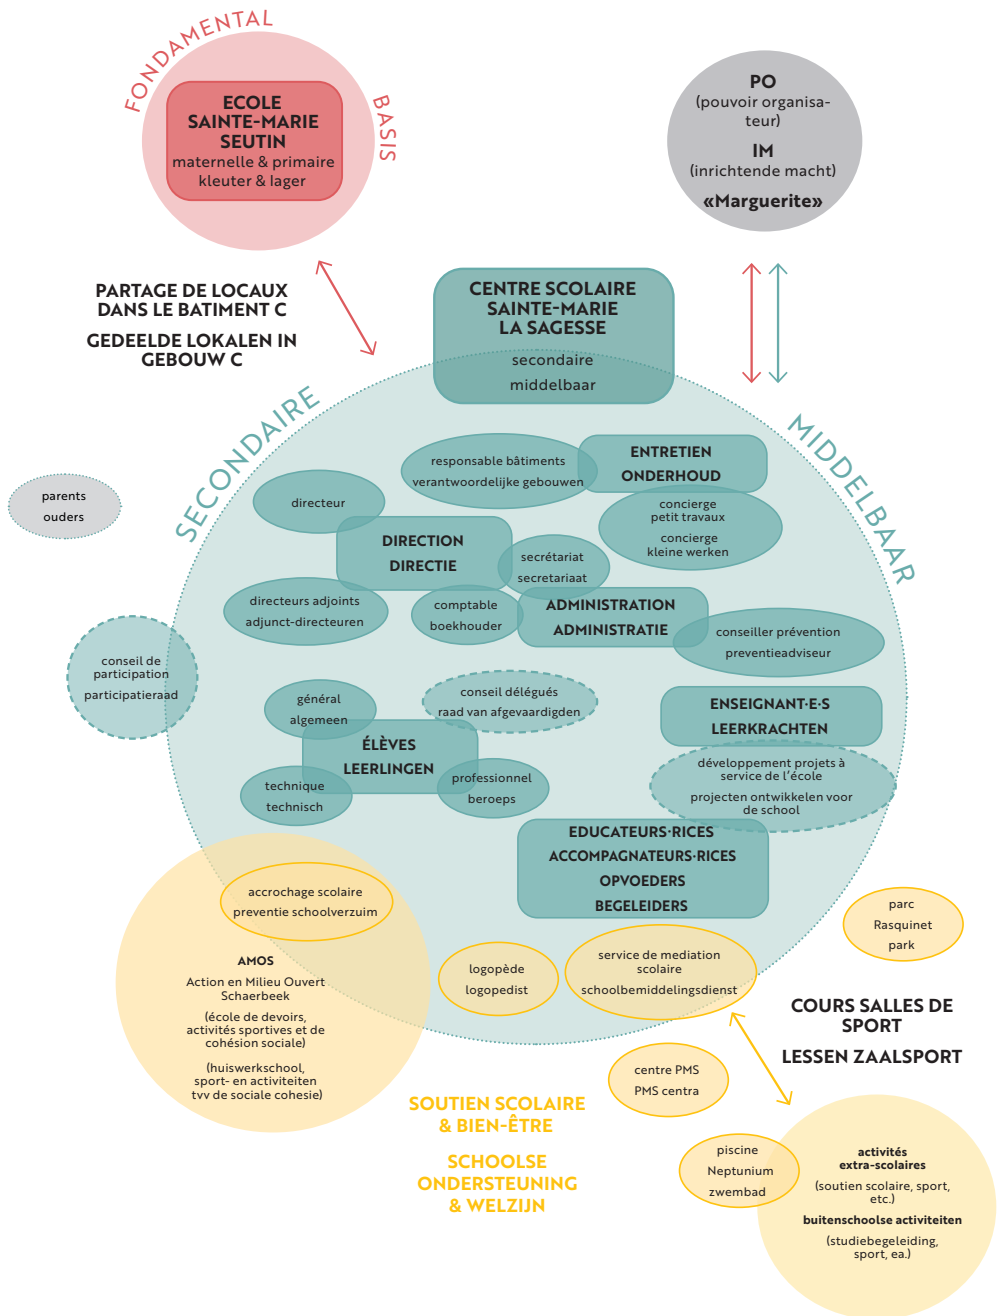 FONDAMENTAL
BASIS
ECOLE
SAINTE-MARIE
SEUTIN
maternelle & primaire
kleuter & lager
PO
(pouvoir organisa-
teur)
IM
(inrichtende macht)
«Marguerite»
PARTAGE DE LOCAUX
DANS LE BATIMENT C
GEDEELDE LOKALEN IN
GEBOUW C
CENTRE SCOLAIRE
SAINTE-MARIE
LA SAGESSE
secondaire
middelbaar
SECONDAIRE
MIDDELBAAR
parents
ouders
responsable bâtiments
verantwoordelijke gebouwen
ENTRETIEN
ONDERHOUD
directeur
concierge
petit travaux
concierge
kleine werken
DIRECTION
DIRECTIE
secrétariat
secretariaat
directeurs adjoints
adjunct-directeuren
comptable
boekhouder
ADMINISTRATION
ADMINISTRATIE
conseiller prévention
preventieadviseur
conseil de
participation
participatieraad
général
algemeen
conseil délégués
raad van afgevaardigden
ENSEIGNANT·E·S
LEERKRACHTEN
ÉLÈVES
LEERLINGEN
développement projets à
service de l'école
projecten ontwikkelen voor
de school
technique
technisch
professionnel
beroeps
EDUCATEURS·RICES
ACCOMPAGNATEURS·RICES
OPVOEDERS
BEGELEIDERS
accrochage scolaire
preventie schoolverzuim
parc
Rasquinet
park
AMOS
Action en Milieu Ouvert
Schaerbeek
(école de devoirs,
activités sportives et de
cohésion sociale)
(huiswerkschool,
sport- en activiteiten
tvv de sociale cohesie)
logopède
logopedist
service de mediation
scolaire
schoolbemiddelingsdienst
COURS SALLES DE
SPORT
LESSEN ZAALSPORT
centre PMS
PMS centra
SOUTIEN SCOLAIRE
& BIEN-ÊTRE
SCHOOLSE
ONDERSTEUNING
& WELZIJN
piscine
Neptunium
zwembad
activités
extra-scolaires
(soutien scolaire, sport,
etc.)
buitenschoolse activiteiten
(studiebegeleiding,
sport, ea.)